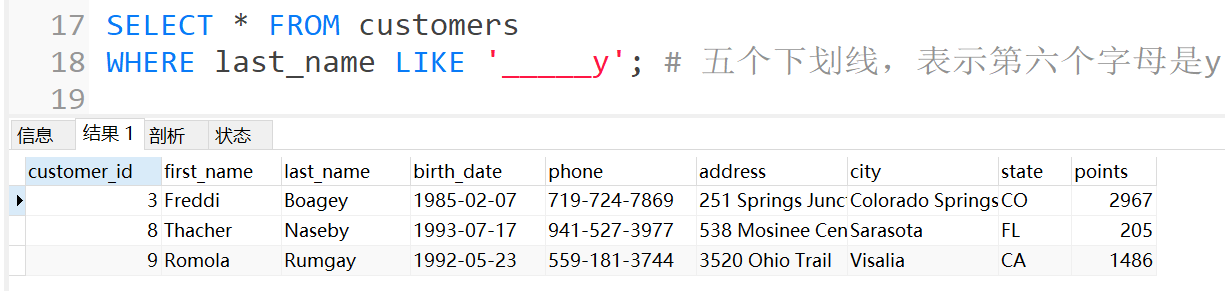 17 SELECT * FROM customers
18 WHERE last_name LIKE '_____y'; # 五个下划线，表示第六个字母是y
19
信息 结果 1 剖析 状态
customer_id first_name last_name birth_date phone address city state points
3 Freddi Boagey 1985-02-07 719-724-7869 251 Springs Junc Colorado Springs CO 2967
8 Thacher Naseby 1993-07-17 941-527-3977 538 Mosinee Cen Sarasota FL 205
9 Romola Rumgay 1992-05-23 559-181-3744 3520 Ohio Trail Visalia CA 1486